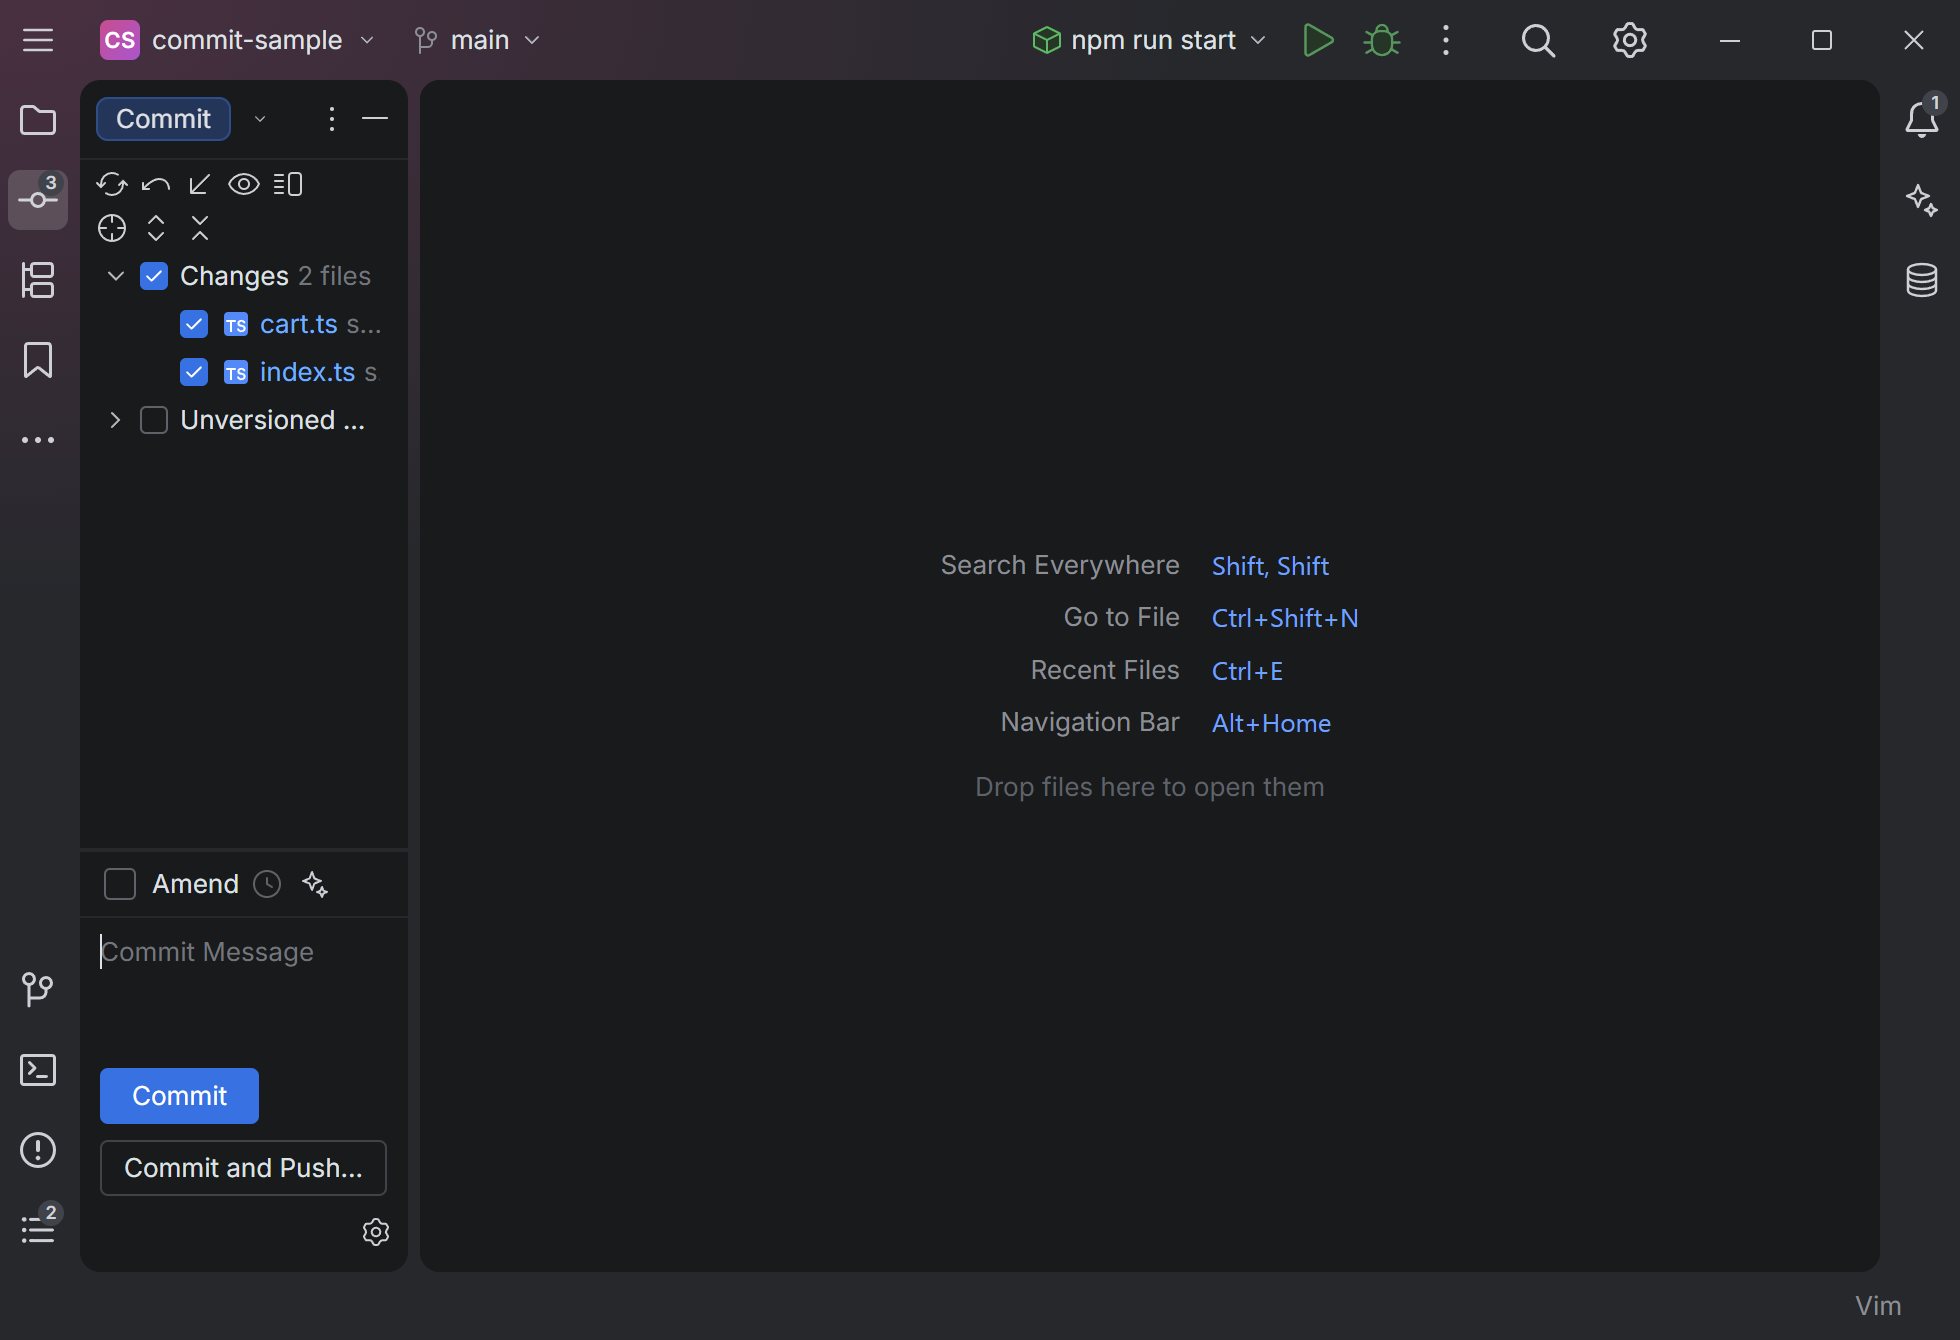 CS commit-sample main npm run start
Commit
1
3
Changes 2 files
TS cart.ts s...
TS index.ts s.
Unversioned ...
Search Everywhere Shift, Shift
Go to File Ctrl+Shift+N
Recent Files Ctrl+E
Navigation Bar Alt+Home
Drop files here to open them
Amend
Commit Message
Commit
Commit and Push...
2
Vim